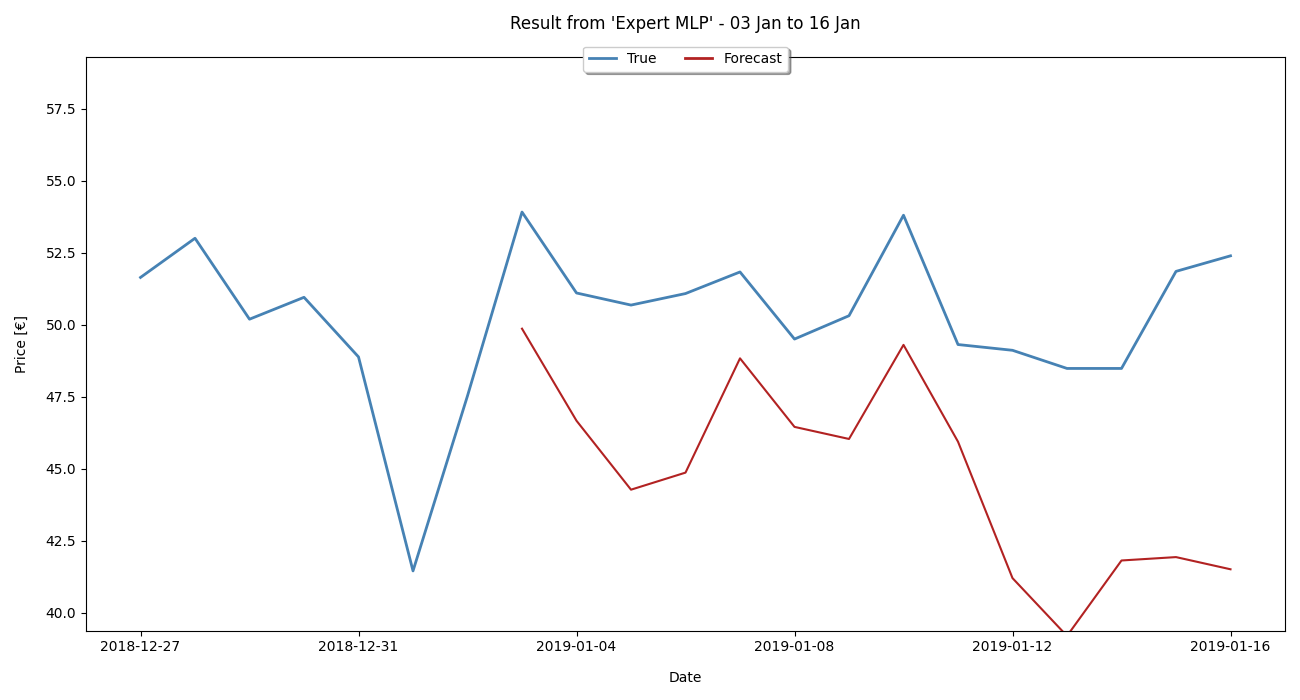 Result from 'Expert MLP' - 03 Jan to 16 Jan
True
Forecast
57.5
55.0
52.5
50.0
47.5
45.0
42.5
40.0
Price [€]
2018-12-27
2018-12-31
2019-01-04
2019-01-08
2019-01-12
2019-01-16
Date